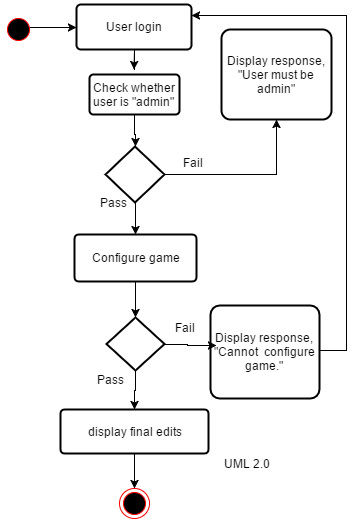 User login
Display response,
"User must be
admin"
Check whether
user is "admin"
Fail
Pass
Configure game
Fail
Display response,
"Cannot configure
game."
Pass
display final edits
UML 2.0